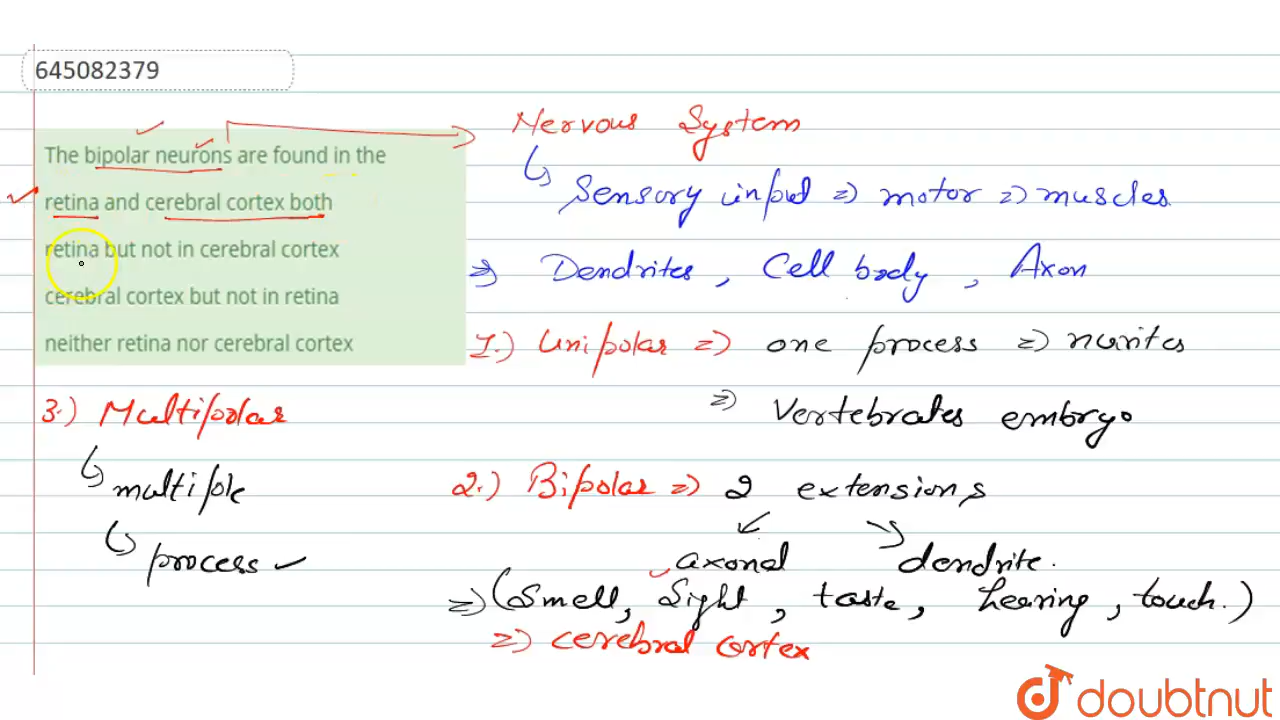 645082379
The bipolar neurons are found in the
retina and cerebral cortex both
retina but not in cerebral cortex
cerebral cortex but not in retina
neither retina nor cerebral cortex
Nervous System
Sensory input => motor => muscles
=> Dendrites, Cell body, Axon
1.) Unipolar => one process => nurites
=> Vertebrates embryo
2.) Bipolar => 2 extensions
axonal dendrite.
=> (Smell, Sight, taste, hearing, touch.)
=> cerebral cortex
3.) Multipolar
multiple
process
doubtnut